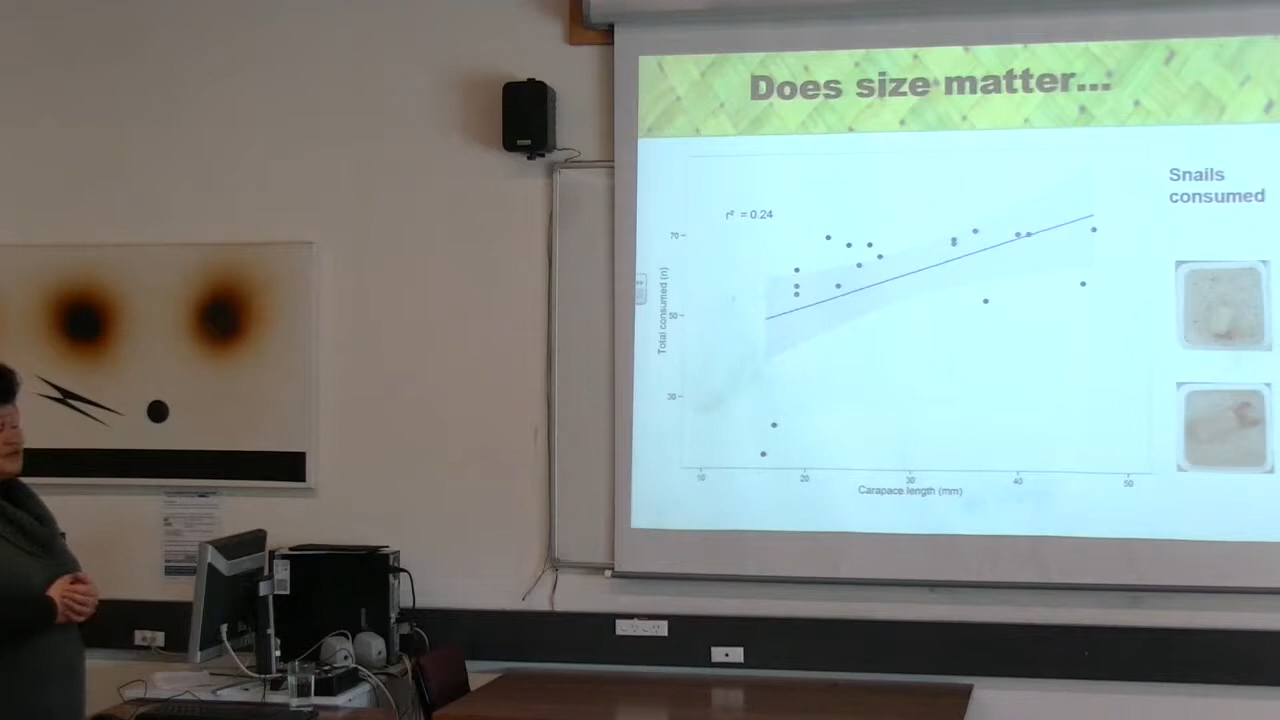 Does size matter...
Snails
consumed
r² = 0.24
70
50
30
Total consumed (n)
10
20
30
40
50
Carapace length (mm)